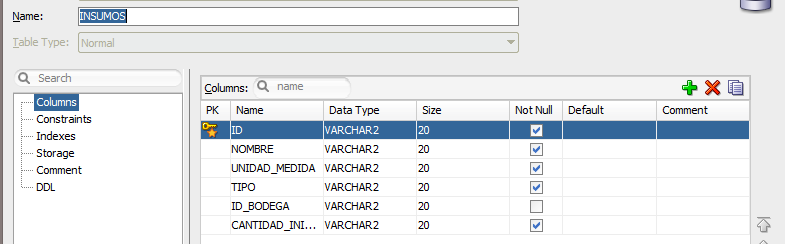 Name: INSUMOS
Table Type: Normal
Search
Columns
Constraints
Indexes
Storage
Comment
DDL
Columns: name
PK Name Data Type Size Not Null Default Comment
ID VARCHAR2 20
NOMBRE VARCHAR2 20
UNIDAD_MEDIDA VARCHAR2 20
TIPO VARCHAR2 20
ID_BODEGA VARCHAR2 20
CANTIDAD_INI... VARCHAR2 20